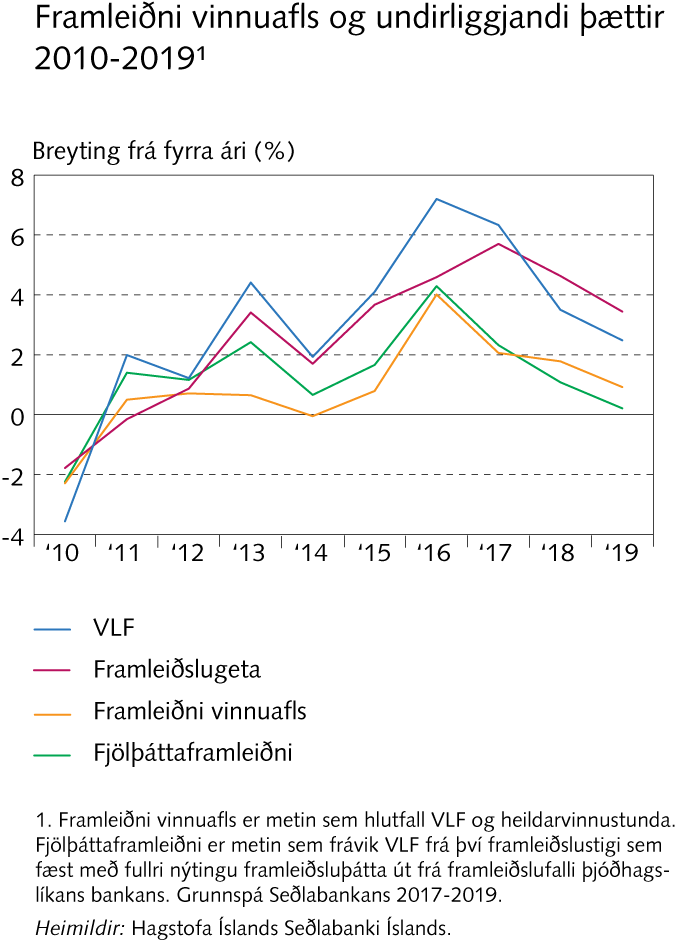 Framleiðni vinnuafls og undirliggjandi þættir
2010-2019¹
Breyting frá fyrra ári (%)
8
6
4
2
0
-2
-4
‘10 ‘11 ‘12 ‘13 ‘14 ‘15 ‘16 ‘17 ‘18 ‘19
VLF
Framleiðslugeta
Framleiðni vinnuafls
Fjölþáttaframleiðni
1. Framleiðni vinnuafls er metin sem hlutfall VLF og heildarvinnustunda.
Fjölþáttaframleiðni er metin sem frávik VLF frá því framleiðslustigi sem
fæst með fullri nýtingu framleiðsluþátta út frá framleiðslufalli þjóðhags-
líkans bankans. Grunnspá Seðlabankans 2017-2019.
Heimildir: Hagstofa Íslands Seðlabanki Íslands.